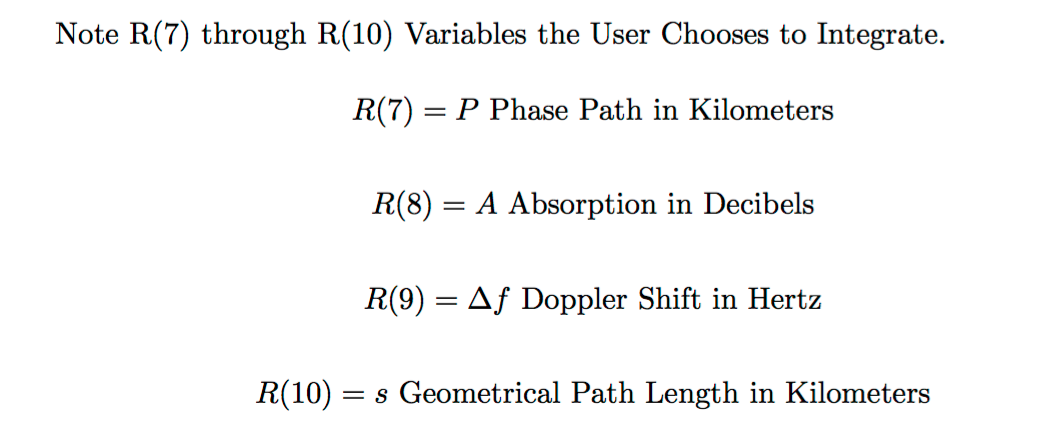 Note R(7) through R(10) Variables the User Chooses to Integrate.
R(7) = P Phase Path in Kilometers
R(8) = A Absorption in Decibels
R(9) = Δf Doppler Shift in Hertz
R(10) = s Geometrical Path Length in Kilometers